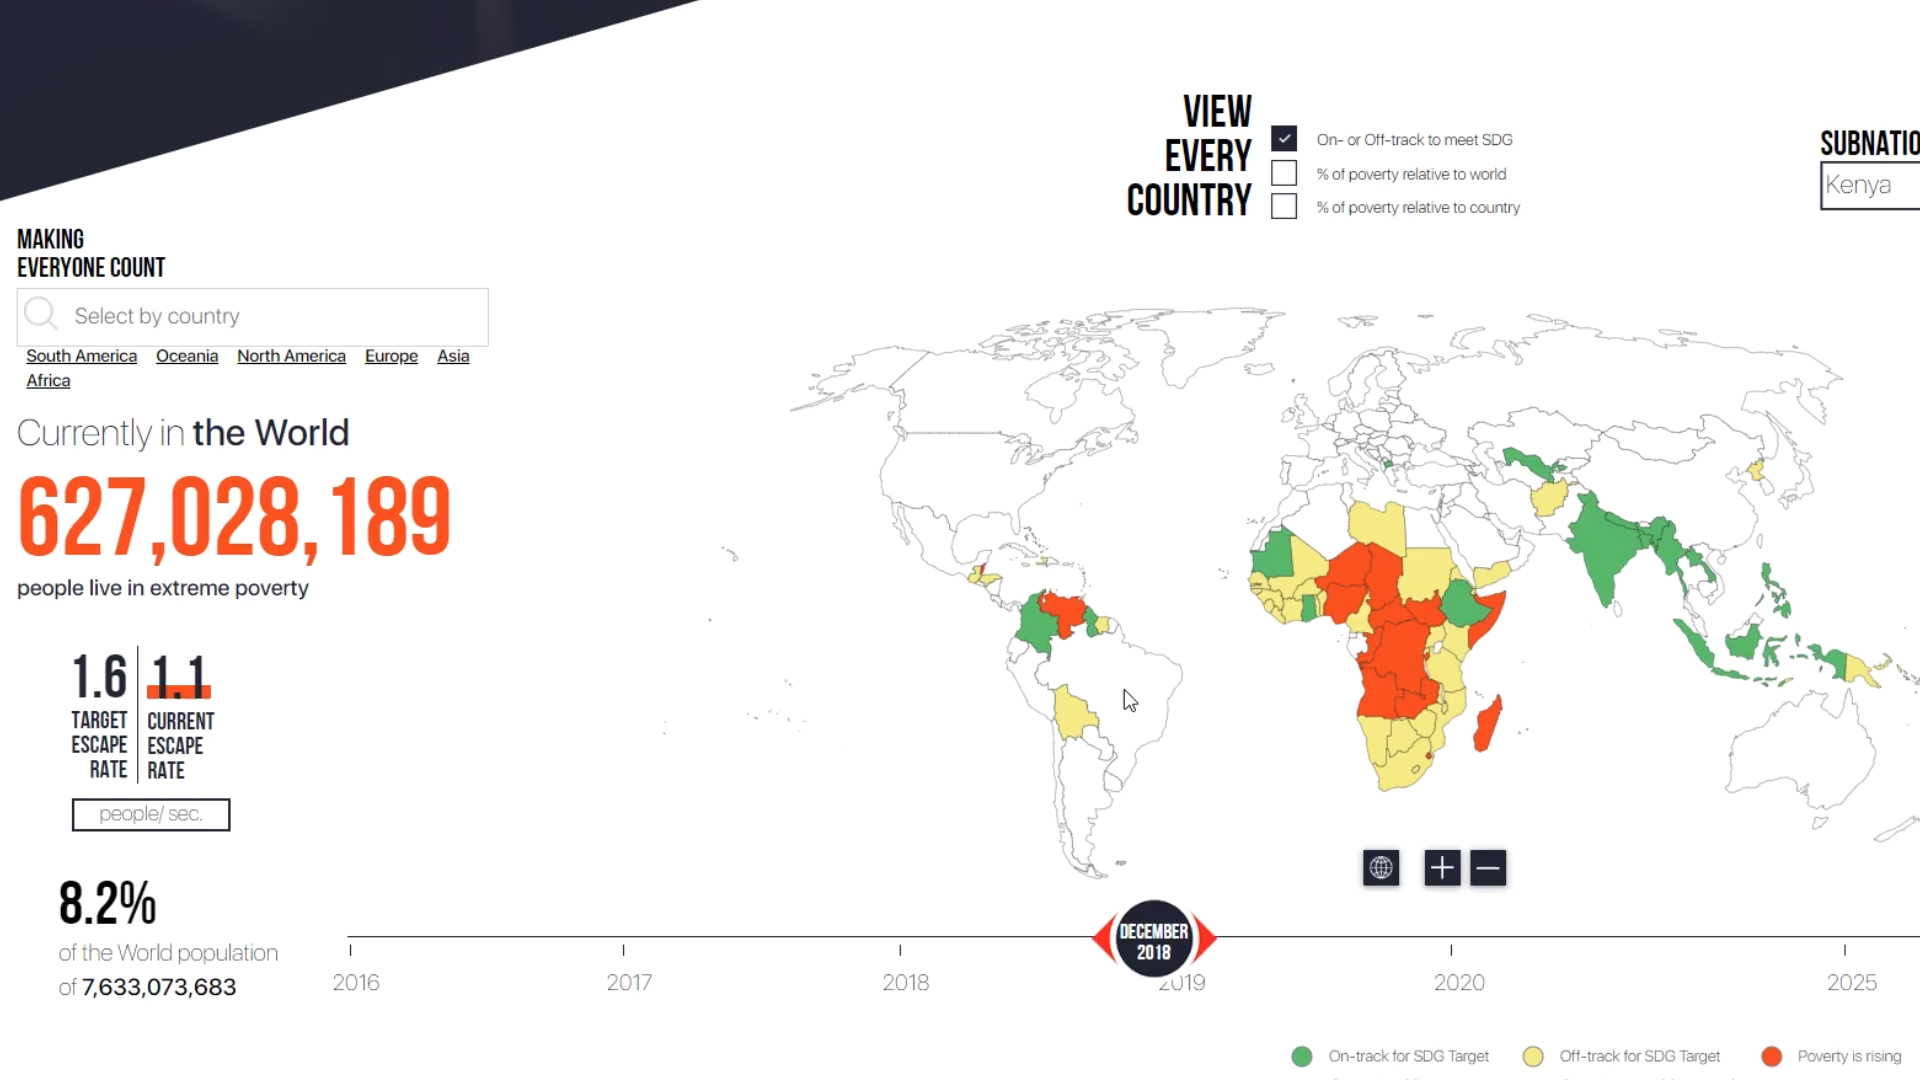 VIEW
EVERY
COUNTRY
On- or Off-track to meet SDG
% of poverty relative to world
% of poverty relative to country
SUBNATIO
Kenya
MAKING
EVERYONE COUNT
Select by country
South America Oceania North America Europe Asia
Africa
Currently in the World
627,028,189
people live in extreme poverty
1.6
TARGET
ESCAPE
RATE
1.1
CURRENT
ESCAPE
RATE
people/ sec.
8.2%
of the World population
of 7,633,073,683
DECEMBER
2018
2016 2017 2018 2019 2020 2025
On-track for SDG Target Off-track for SDG Target Poverty is rising